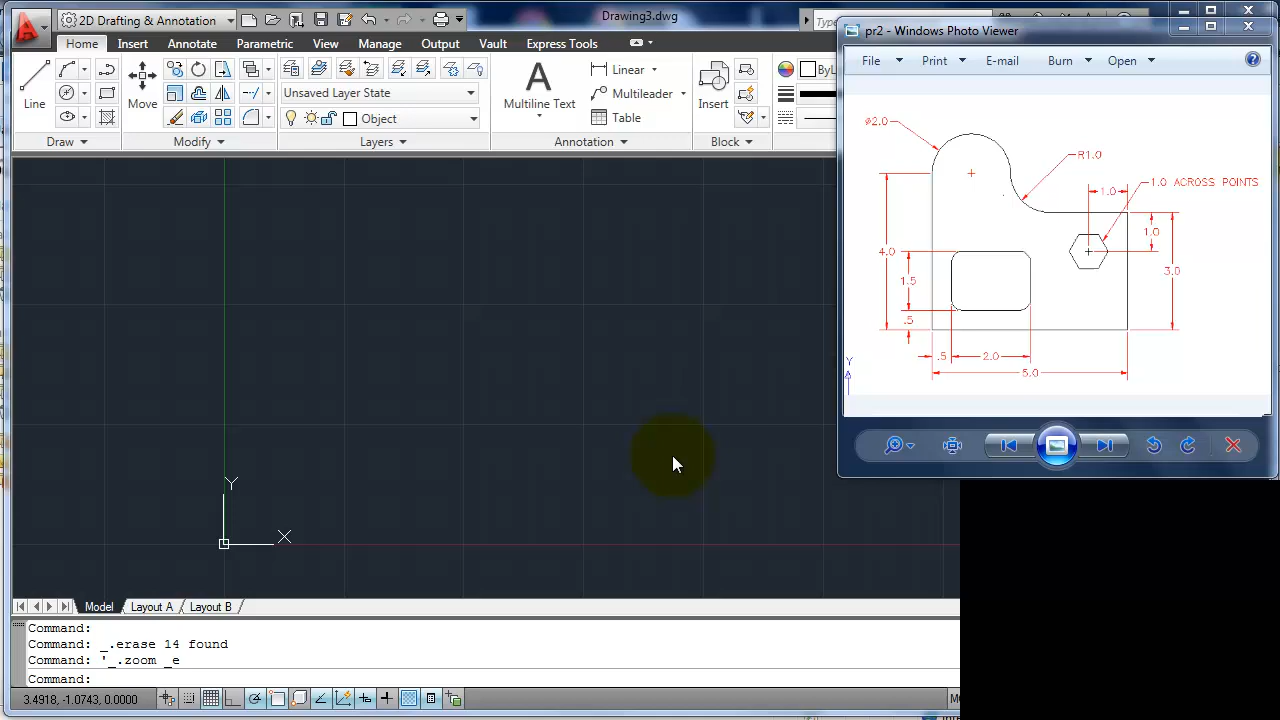 2D Drafting & Annotation
Drawing3.dwg
Home Insert Annotate Parametric View Manage Output Vault Express Tools
Line
Move
Unsaved Layer State
Object
Multiline Text
Linear
Multileader
Table
Insert
ByL
Draw
Modify
Layers
Annotation
Block
pr2 - Windows Photo Viewer
File Print E-mail Burn Open
ø2.0
R1.0
1.0
1.0 ACROSS POINTS
1.0
4.0
1.5
3.0
.5
.5
2.0
5.0
Y
Y
X
Model Layout A Layout B
Command:
Command: _.erase 14 found
Command: '_.zoom _e
Command:
3.4918, -1.0743, 0.0000